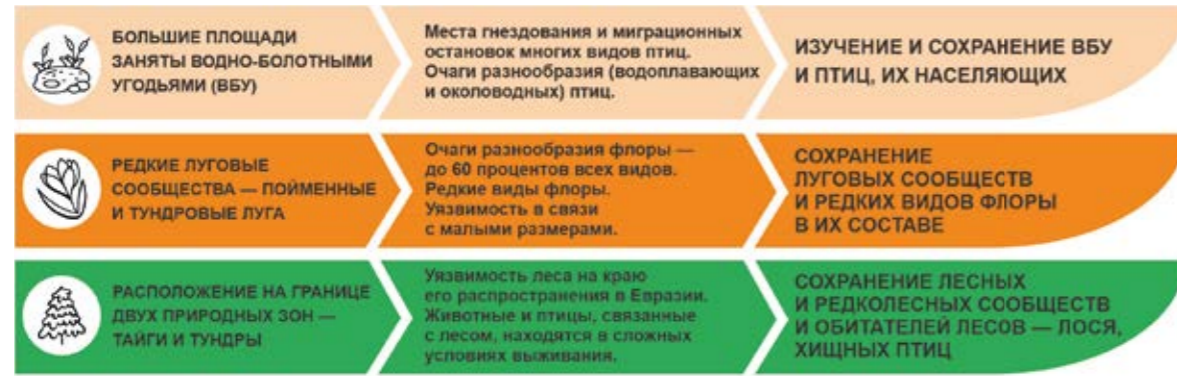 БОЛЬШИЕ ПЛОЩАДИ
ЗАНЯТЫ ВОДНО-БОЛОТНЫМИ
УГОДЬЯМИ (ВБУ)
Места гнездования и миграционных
остановок многих видов птиц.
Очаги разнообразия (водоплавающих
и околоводных) птиц.
ИЗУЧЕНИЕ И СОХРАНЕНИЕ ВБУ
И ПТИЦ, ИХ НАСЕЛЯЮЩИХ
РЕДКИЕ ЛУГОВЫЕ
СООБЩЕСТВА — ПОЙМЕННЫЕ
И ТУНДРОВЫЕ ЛУГА
Очаги разнообразия флоры —
до 60 процентов всех видов.
Редкие виды флоры.
Уязвимость в связи
с малыми размерами.
СОХРАНЕНИЕ
ЛУГОВЫХ СООБЩЕСТВ
И РЕДКИХ ВИДОВ ФЛОРЫ
В ИХ СОСТАВЕ
РАСПОЛОЖЕНИЕ НА ГРАНИЦЕ
ДВУХ ПРИРОДНЫХ ЗОН —
ТАЙГИ И ТУНДРЫ
Уязвимость леса на краю
его распространения в Евразии.
Животные и птицы, связанные
с лесом, находятся в сложных
условиях выживания.
СОХРАНЕНИЕ ЛЕСНЫХ
И РЕДКОЛЕСНЫХ СООБЩЕСТВ
И ОБИТАТЕЛЕЙ ЛЕСОВ — ЛОСЯ,
ХИЩНЫХ ПТИЦ